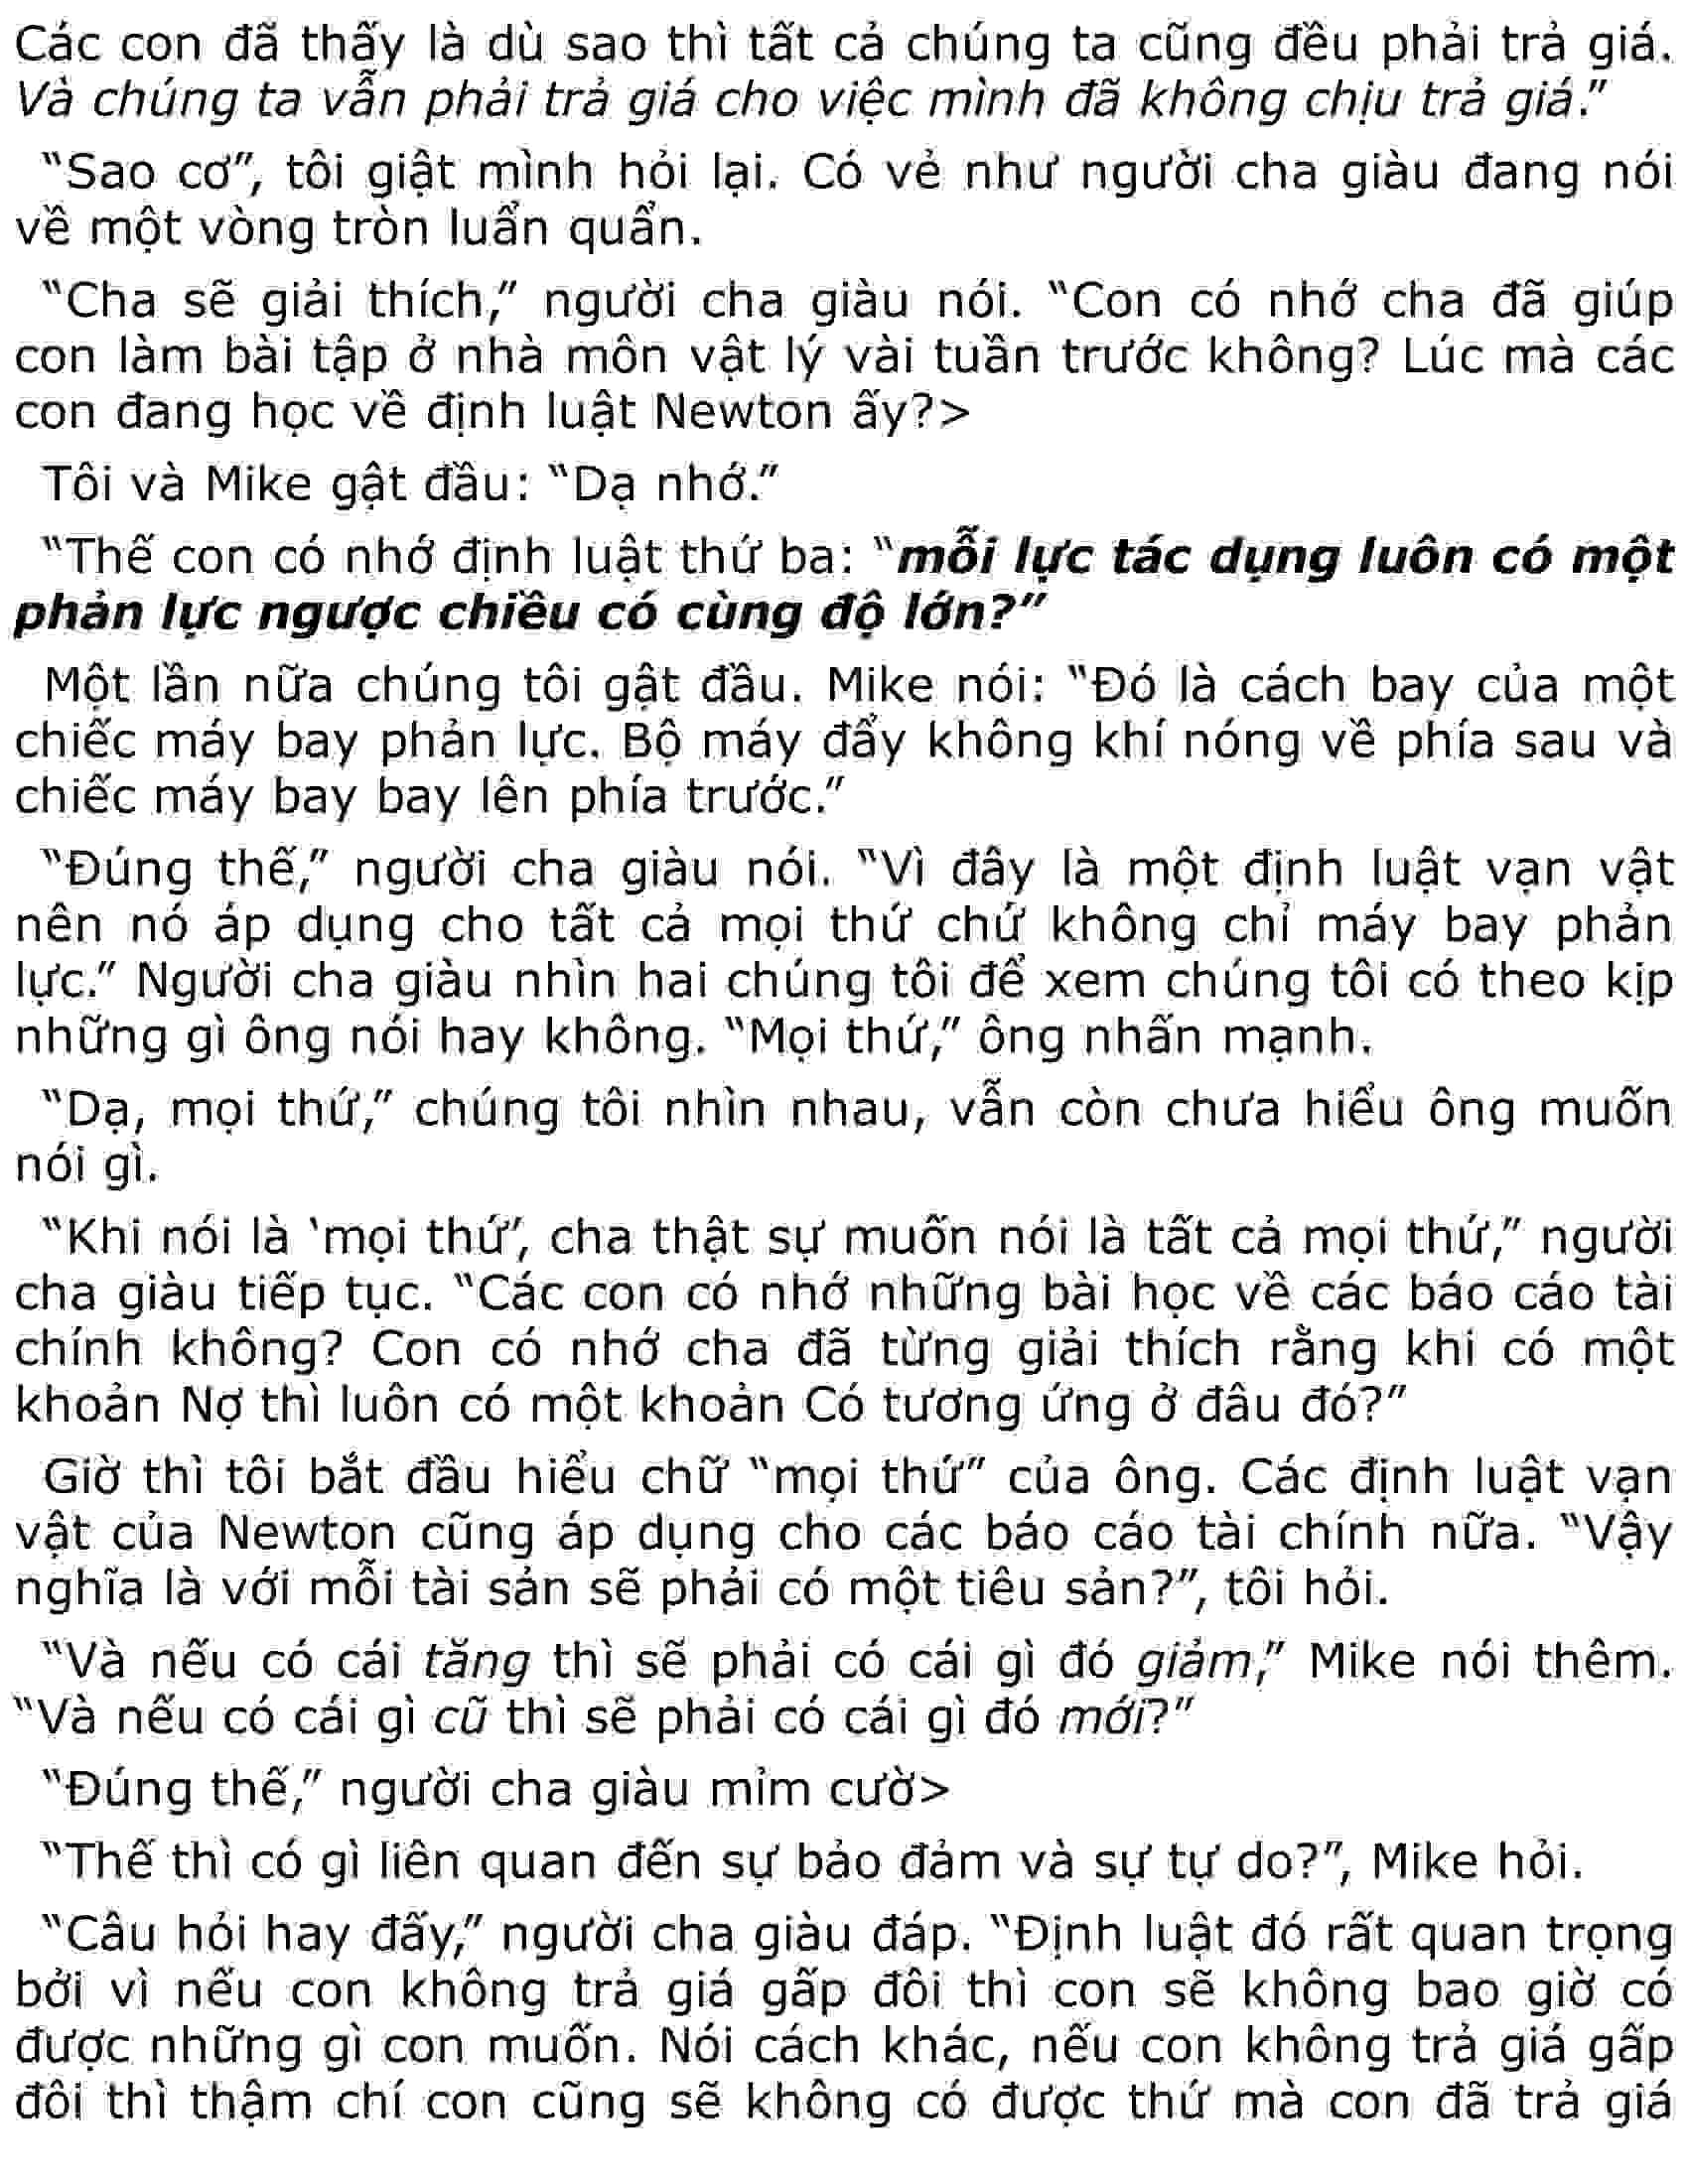 Các con đã thấy là dù sao thì tất cả chúng ta cũng đều phải trả giá.
Và chúng ta vẫn phải trả giá cho việc mình đã không chịu trả giá.”
“Sao cơ”, tôi giật mình hỏi lại. Có vẻ như người cha giàu đang nói
về một vòng tròn luẩn quẩn.
“Cha sẽ giải thích,” người cha giàu nói. “Con có nhớ cha đã giúp
con làm bài tập ở nhà môn vật lý vài tuần trước không? Lúc mà các
con đang học về định luật Newton ấy?>
Tôi và Mike gật đầu: “Dạ nhớ.”
“Thế con có nhớ định luật thứ ba: “mỗi lực tác dụng luôn có một
phản lực ngược chiều có cùng độ lớn?”
Một lần nữa chúng tôi gật đầu. Mike nói: “Đó là cách bay của một
chiếc máy bay phản lực. Bộ máy đẩy không khí nóng về phía sau và
chiếc máy bay bay lên phía trước.”
“Đúng thế,” người cha giàu nói. “Vì đây là một định luật vạn vật
nên nó áp dụng cho tất cả mọi thứ chứ không chỉ máy bay phản
lực.” Người cha giàu nhìn hai chúng tôi để xem chúng tôi có theo kịp
những gì ông nói hay không. “Mọi thứ,” ông nhấn mạnh.
“Dạ, mọi thứ,” chúng tôi nhìn nhau, vẫn còn chưa hiểu ông muốn
nói gì.
“Khi nói là ‘mọi thứ’, cha thật sự muốn nói là tất cả mọi thứ,” người
cha giàu tiếp tục. “Các con có nhớ những bài học về các báo cáo tài
chính không? Con có nhớ cha đã từng giải thích rằng khi có một
khoản Nợ thì luôn có một khoản Có tương ứng ở đâu đó?”
Giờ thì tôi bắt đầu hiểu chữ “mọi thứ” của ông. Các định luật vạn
vật của Newton cũng áp dụng cho các báo cáo tài chính nữa. “Vậy
nghĩa là với mỗi tài sản sẽ phải có một tiêu sản?”, tôi hỏi.
“Và nếu có cái tăng thì sẽ phải có cái gì đó giảm,” Mike nói thêm.
“Và nếu có cái gì cũ thì sẽ phải có cái gì đó mới?”
“Đúng thế,” người cha giàu mỉm cườ>
“Thế thì có gì liên quan đến sự bảo đảm và sự tự do?”, Mike hỏi.
“Câu hỏi hay đấy,” người cha giàu đáp. “Định luật đó rất quan trọng
bởi vì nếu con không trả giá gấp đôi thì con sẽ không bao giờ có
được những gì con muốn. Nói cách khác, nếu con không trả giá gấp
đôi thì thậm chí con cũng sẽ không có được thứ mà con đã trả giá